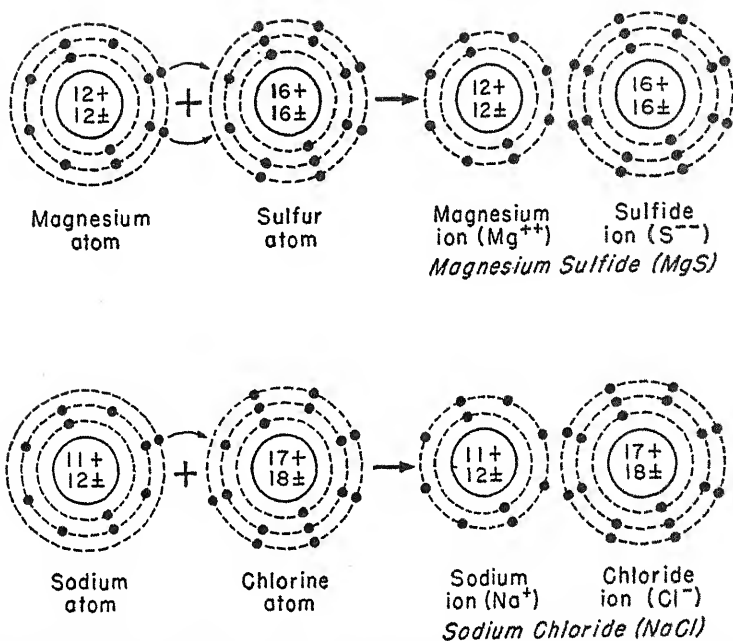 12+ 16+ 12+ 16+
12± + 16± 12± 16±
Magnesium Sulfur Magnesium Sulfide
atom atom ion (Mg⁺⁺) ion (S⁻⁻)
Magnesium Sulfide (MgS)
11+ 17+ 11+ 17+
12± + 18± 12± 18±
Sodium Chlorine Sodium Chloride
atom atom ion (Na⁺) ion (Cl⁻)
Sodium Chloride (NaCl)